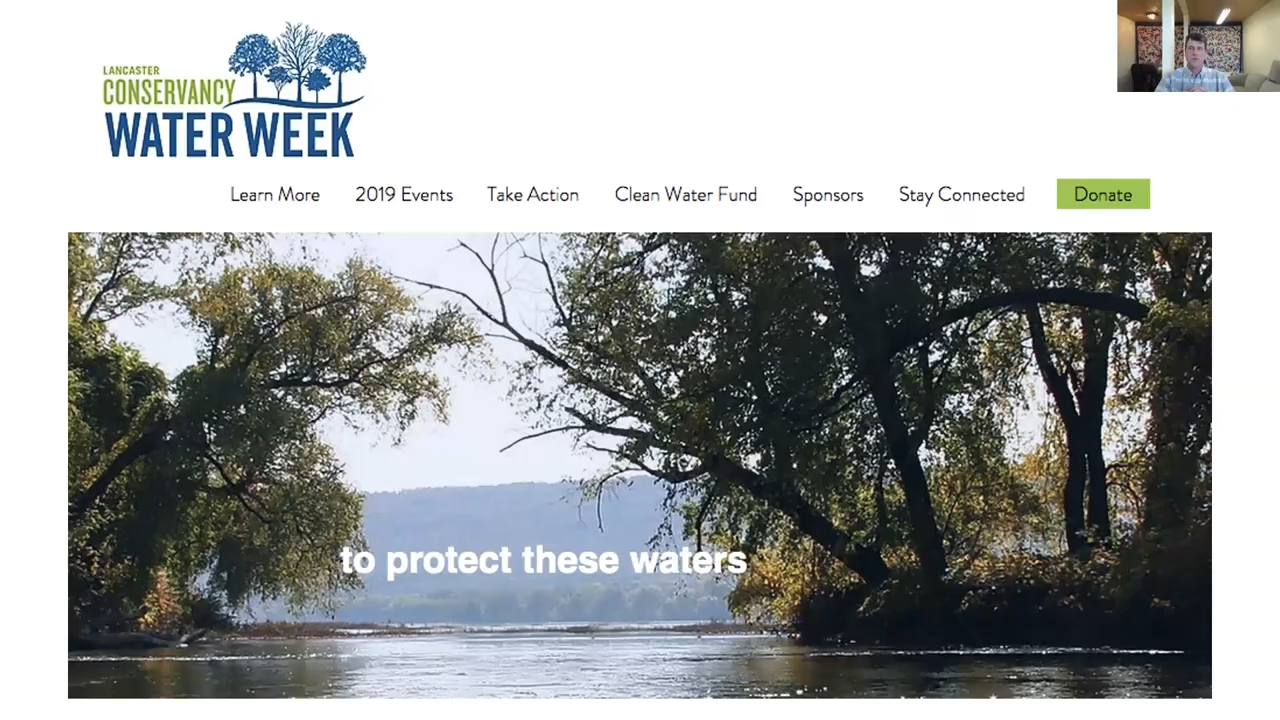 LANCASTER
CONSERVANCY
WATER WEEK
Learn More 2019 Events Take Action Clean Water Fund Sponsors Stay Connected Donate
to protect these waters